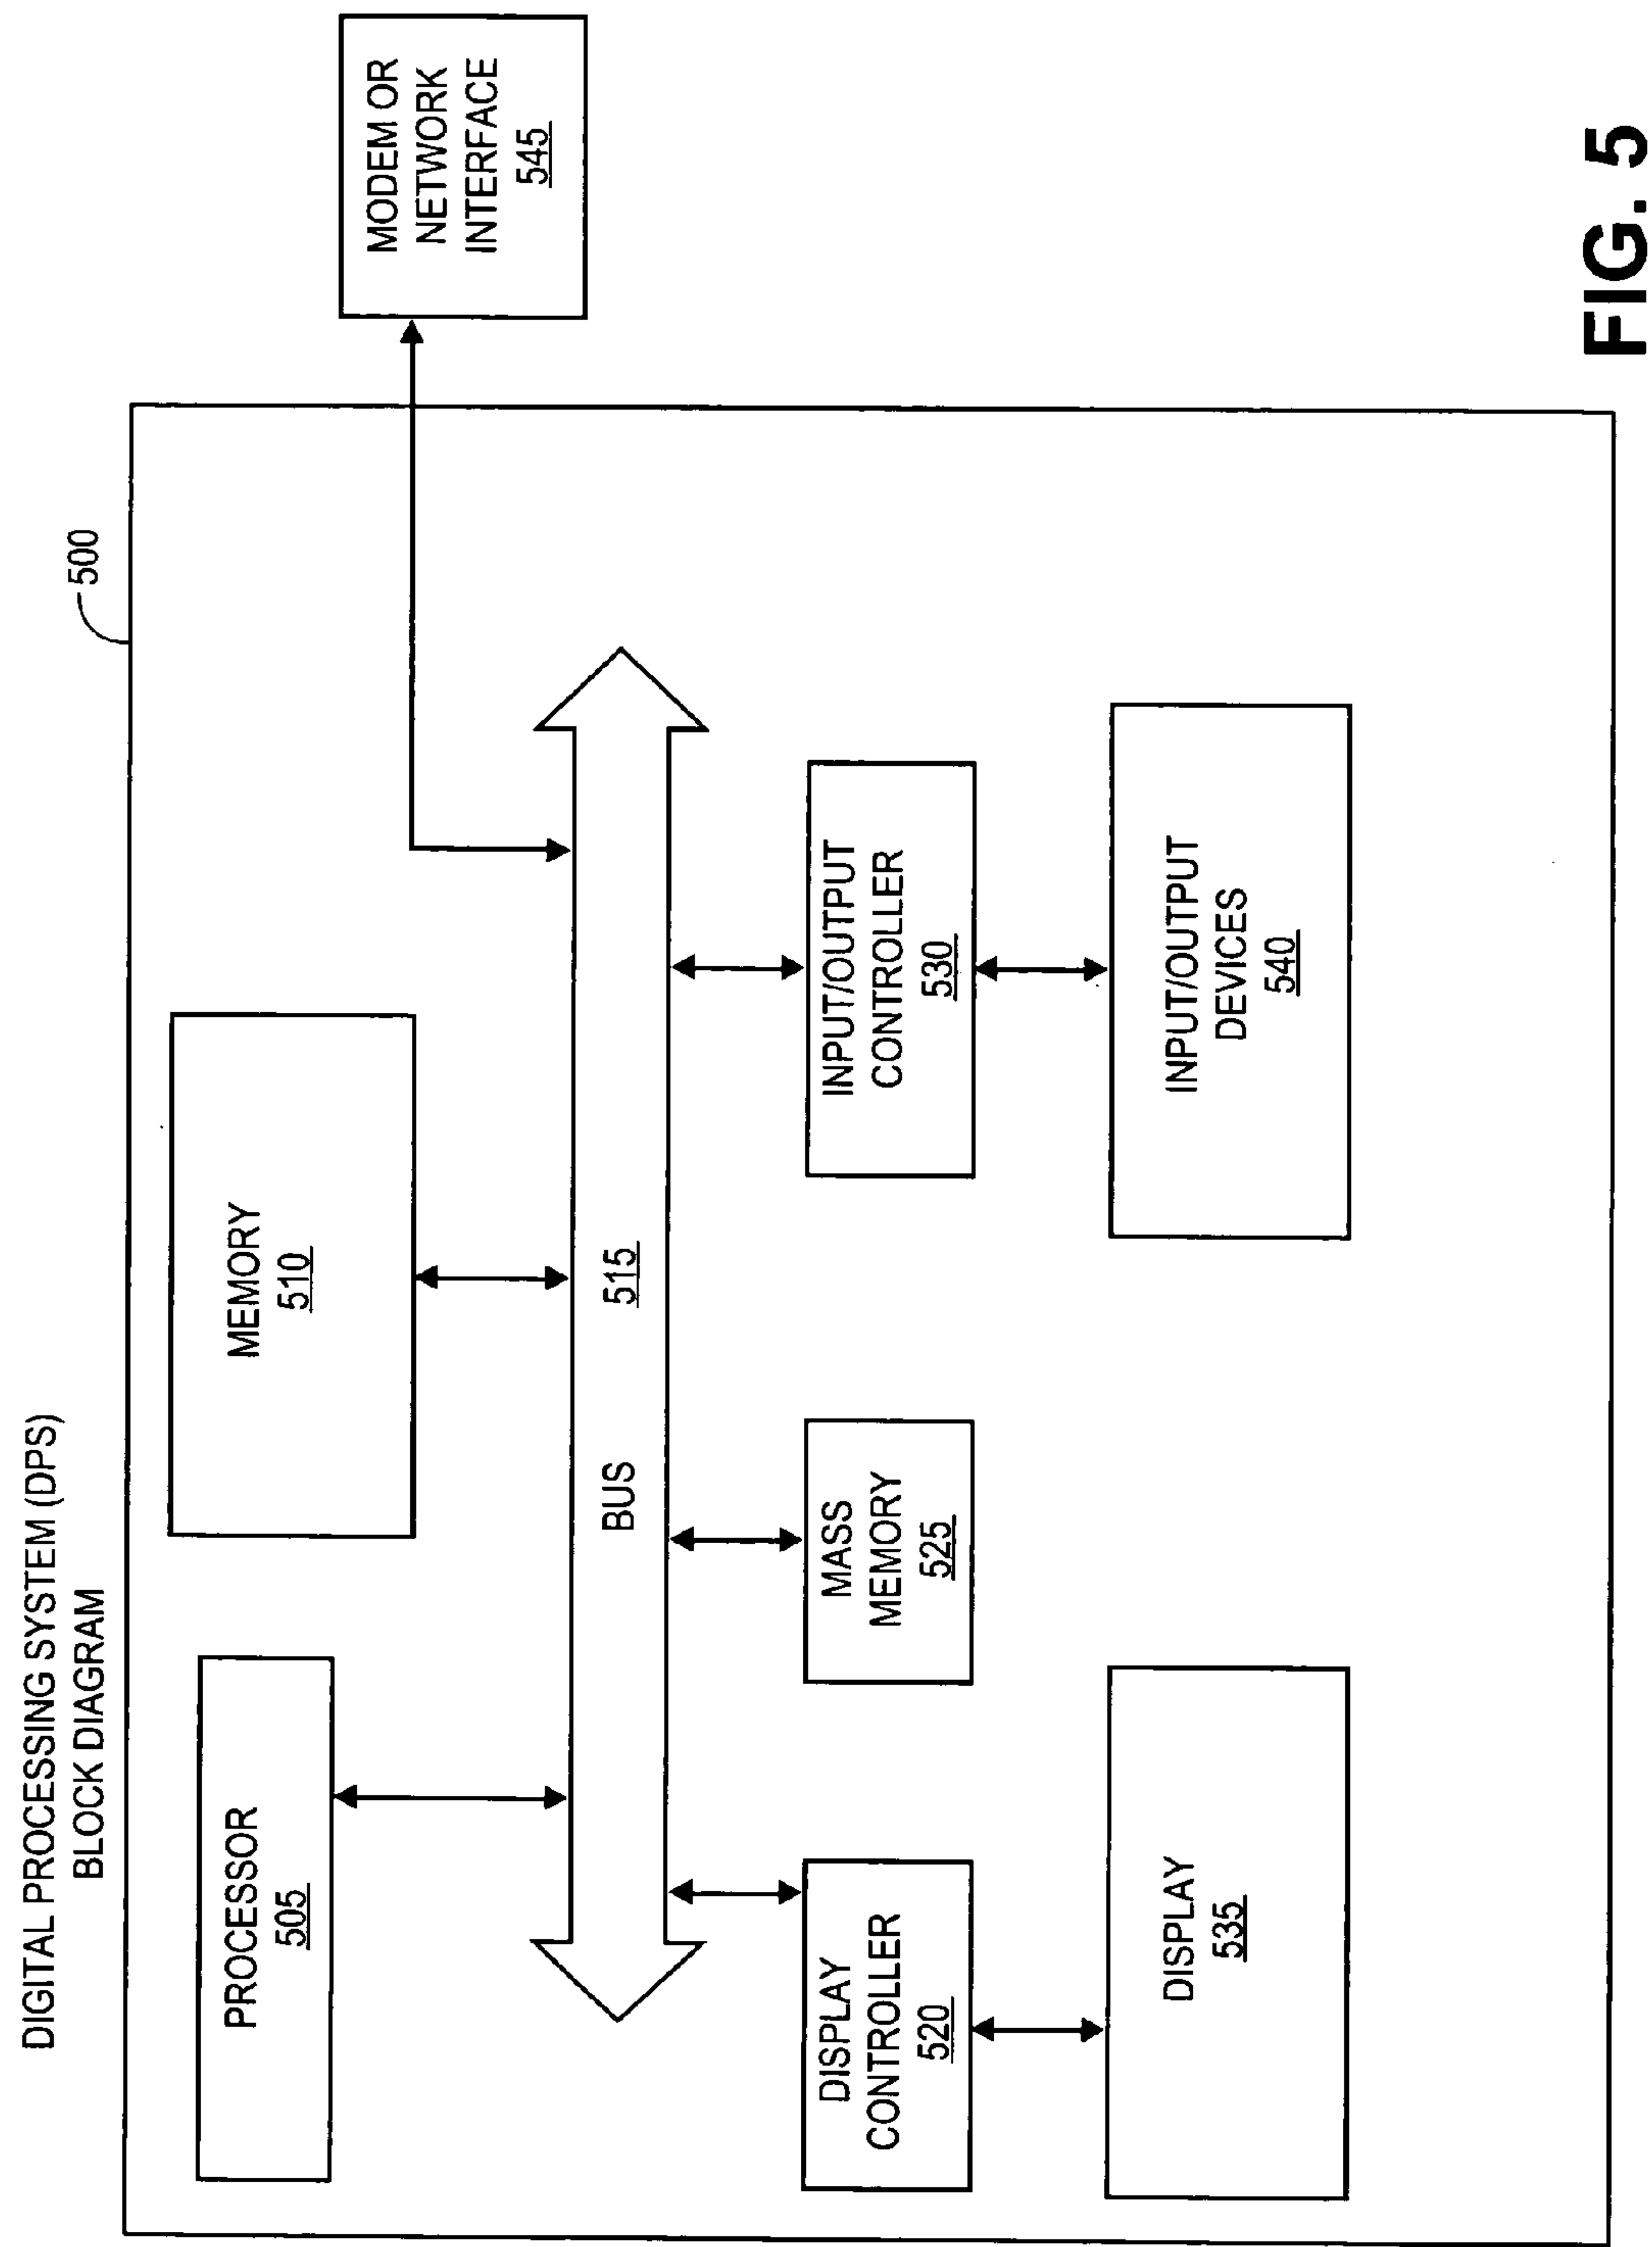 DIGITAL PROCESSING SYSTEM (DPS)
BLOCK DIAGRAM
500
PROCESSOR
505
MEMORY
510
MODEM OR
NETWORK
INTERFACE
545
BUS 515
DISPLAY
CONTROLLER
520
MASS
MEMORY
525
INPUT/OUTPUT
CONTROLLER
530
DISPLAY
535
INPUT/OUTPUT
DEVICES
540
FIG. 5